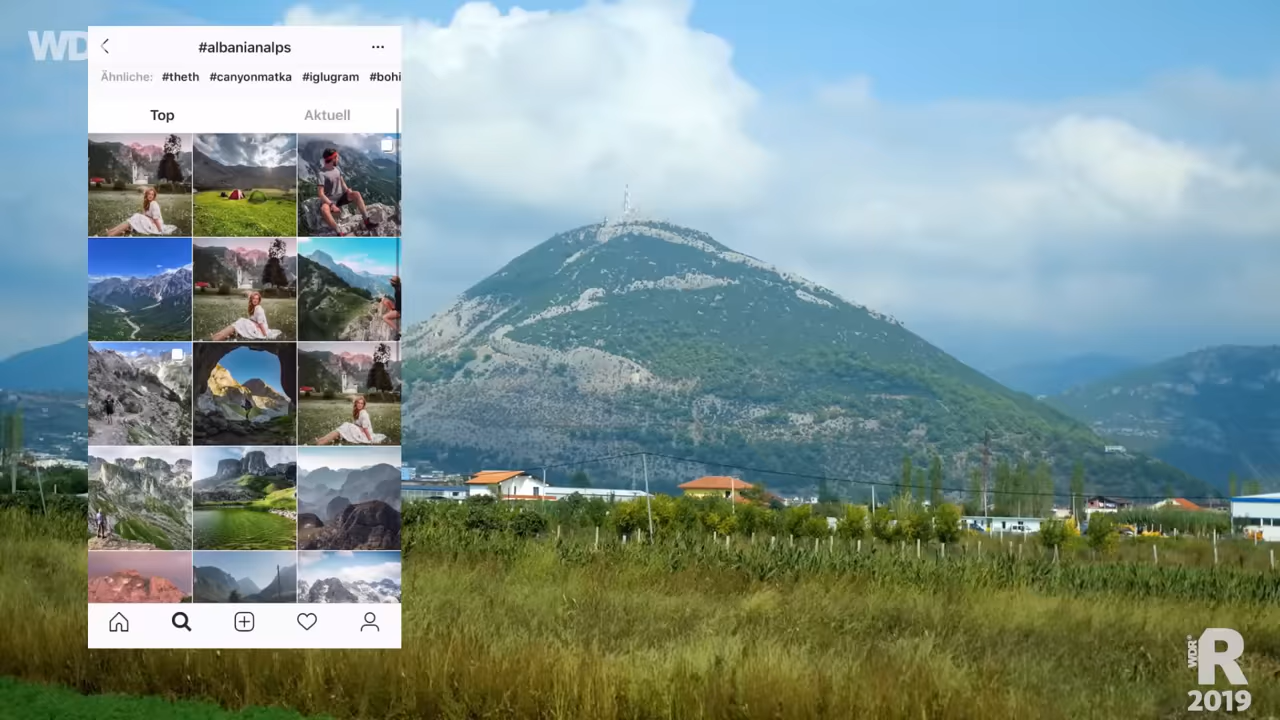 WD
#albanianalps
Ähnliche: #theth #canyonmatka #iglugram #bohi
Top Aktuell
WDR®
R
2019